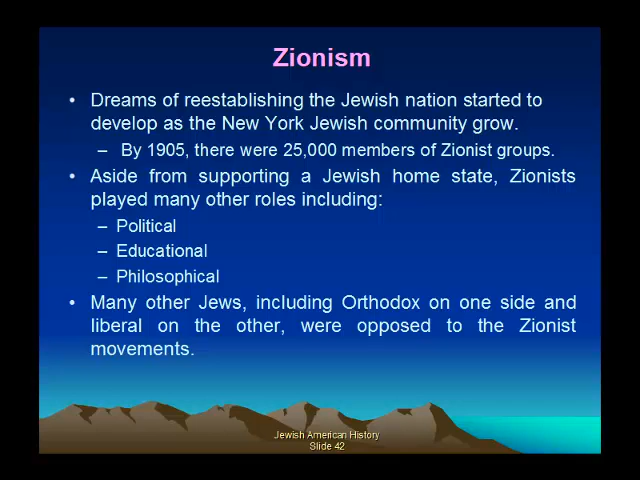 Zionism
• Dreams of reestablishing the Jewish nation started to
develop as the New York Jewish community grow.
– By 1905, there were 25,000 members of Zionist groups.
• Aside from supporting a Jewish home state, Zionists
played many other roles including:
– Political
– Educational
– Philosophical
• Many other Jews, including Orthodox on one side and
liberal on the other, were opposed to the Zionist
movements.
Jewish American History
Slide 42